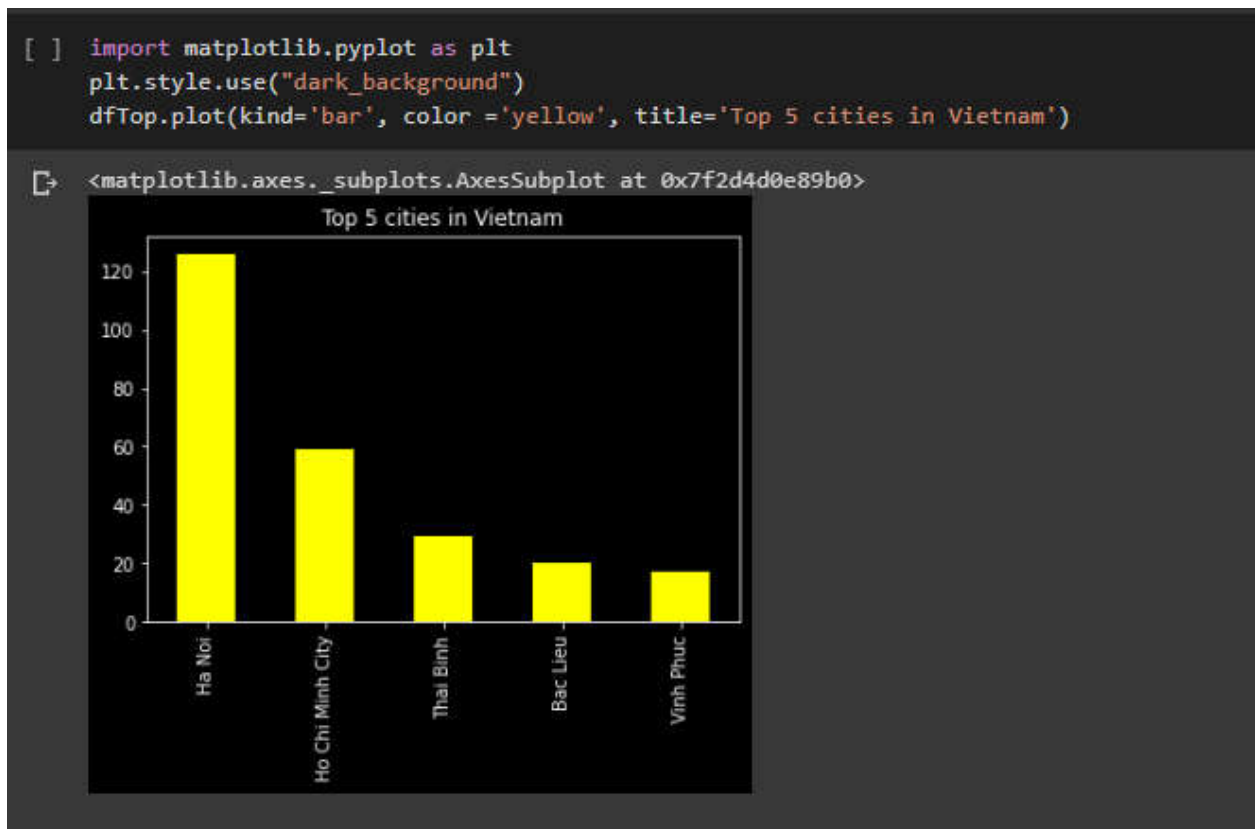 [ ] import matplotlib.pyplot as plt
plt.style.use("dark_background")
dfTop.plot(kind='bar', color ='yellow', title='Top 5 cities in Vietnam')
<matplotlib.axes._subplots.AxesSubplot at 0x7f2d4d0e89b0>
Top 5 cities in Vietnam
120
100
80
60
40
20
0
Ha Noi
Ho Chi Minh City
Thai Binh
Bac Lieu
Vinh Phuc